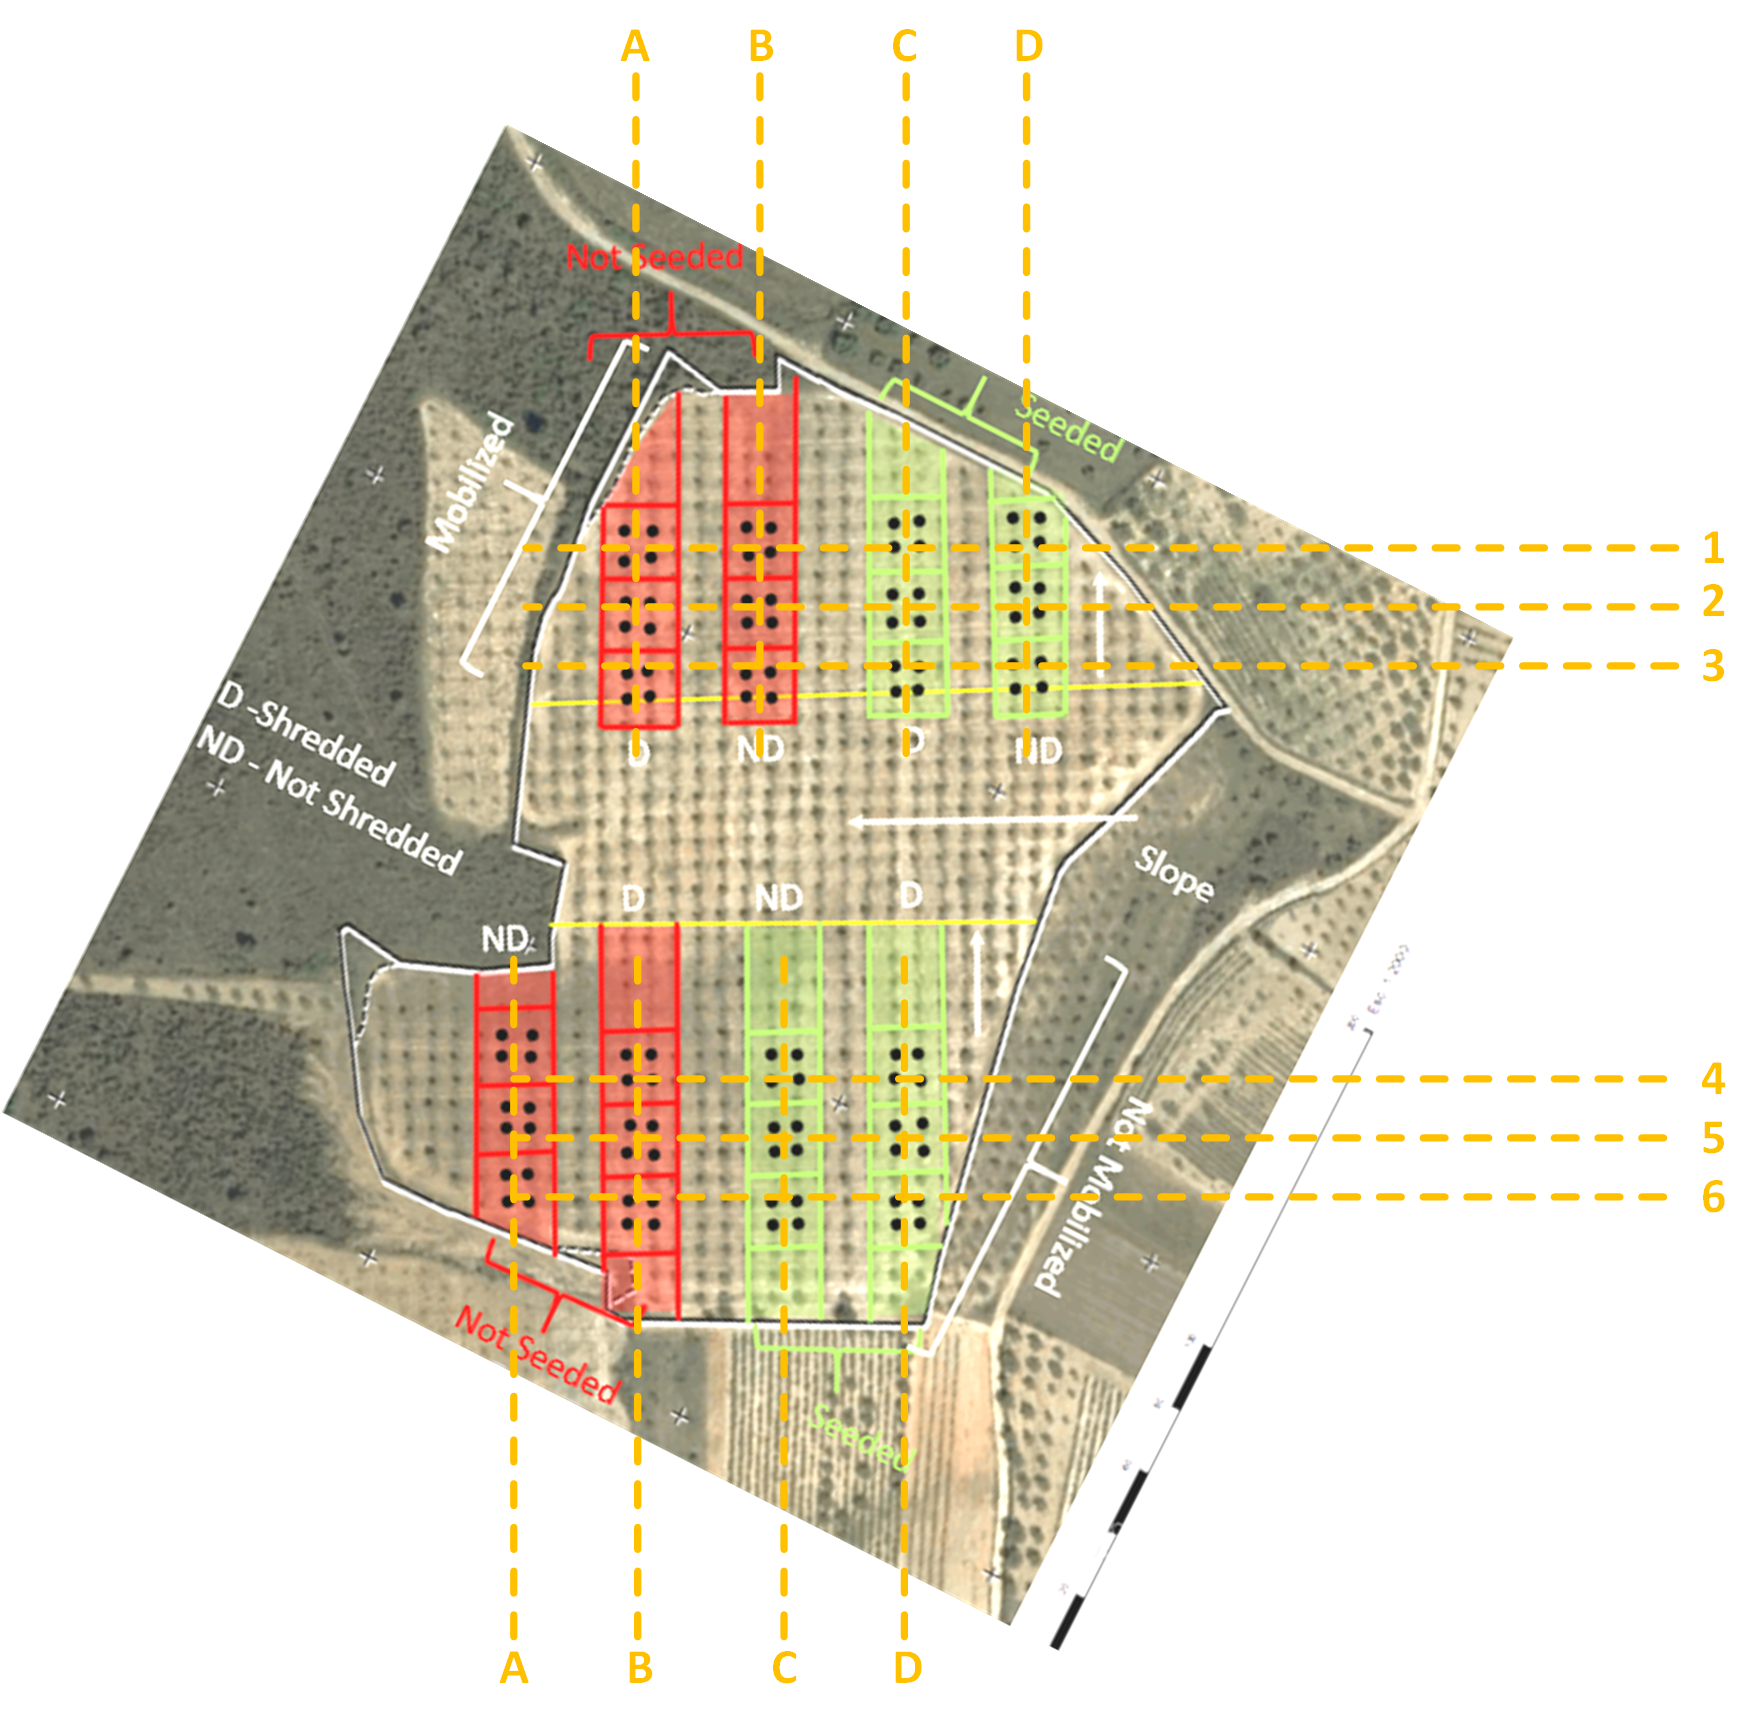 A B C D
Not Seeded
Seeded
Mobilized
1
2
3
D -Shredded
ND - Not Shredded
D ND D ND
Slope
D ND D
ND
4
5
6
Not Mobilized
Not Seeded
Seeded
A B C D